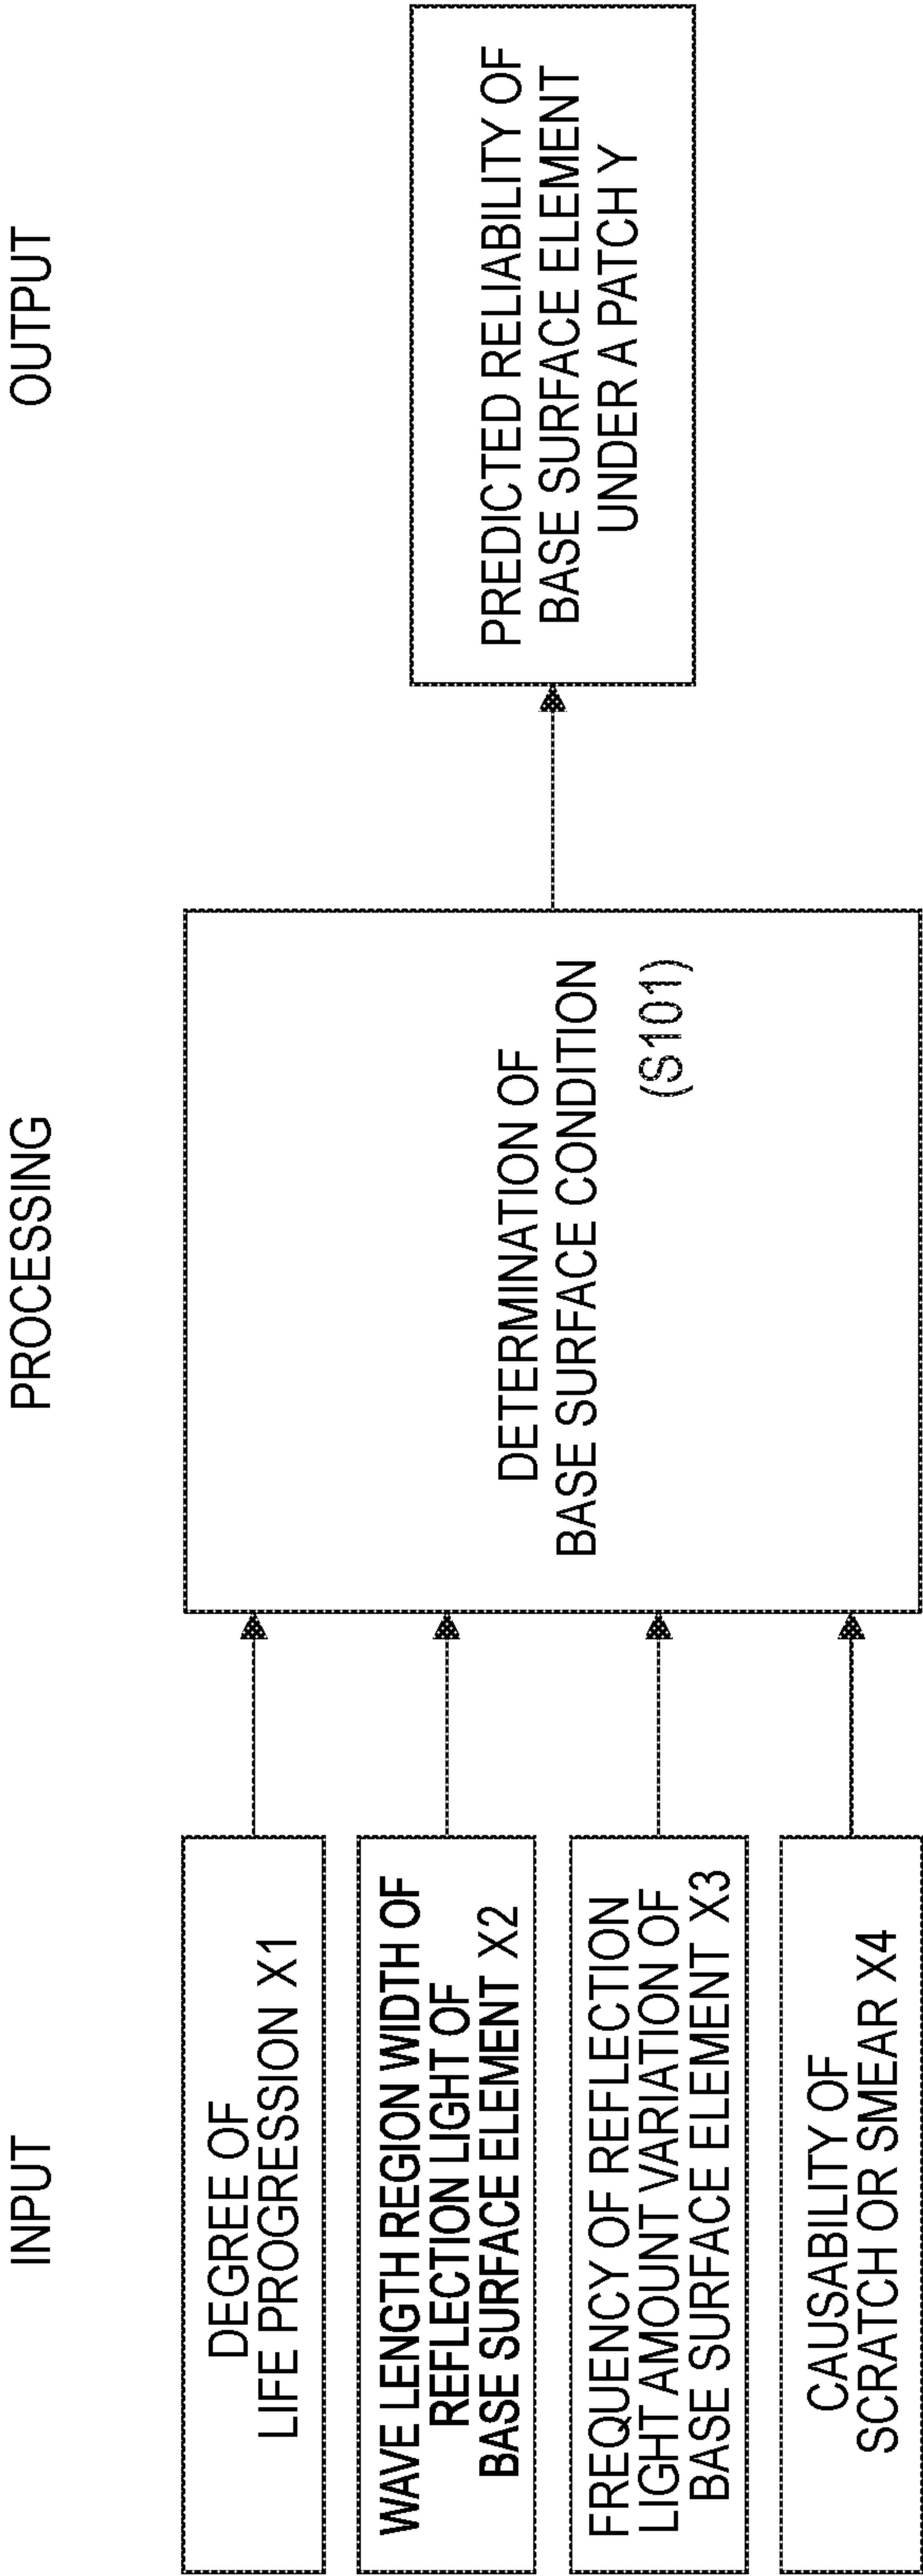 INPUT
PROCESSING
OUTPUT
DEGREE OF
LIFE PROGRESSION X1
WAVE LENGTH REGION WIDTH OF
REFLECTION LIGHT OF
BASE SURFACE ELEMENT X2
FREQUENCY OF REFLECTION
LIGHT AMOUNT VARIATION OF
BASE SURFACE ELEMENT X3
CAUSABILITY OF
SCRATCH OR SMEAR X4
DETERMINATION OF
BASE SURFACE CONDITION
(S101)
PREDICTED RELIABILITY OF
BASE SURFACE ELEMENT
UNDER A PATCH Y